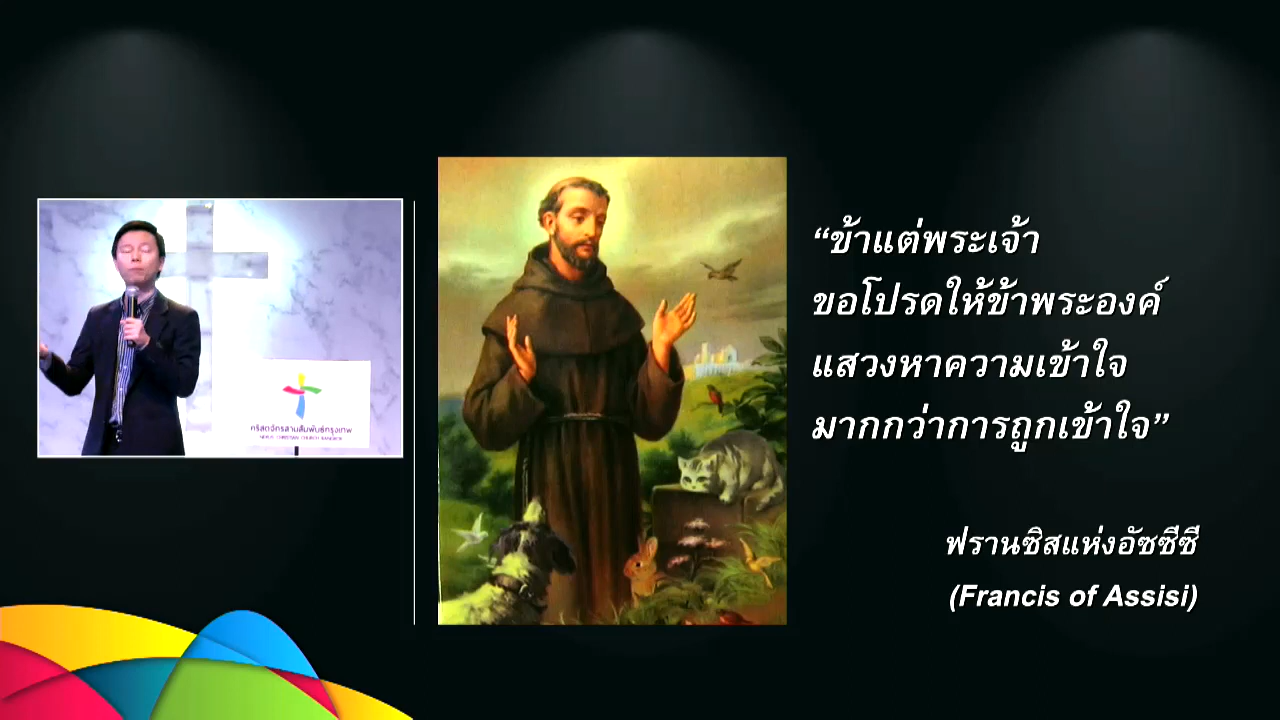 “ข้าแต่พระเจ้า
ขอโปรดให้ข้าพระองค์
แสวงหาความเข้าใจ
มากกว่าการถูกเข้าใจ”
ฟรานซิสแห่งอัซซีซี
(Francis of Assisi)
คริสตจักรสานสัมพันธ์กรุงเทพ
CHRISTIAN CHURCH BANGKOK